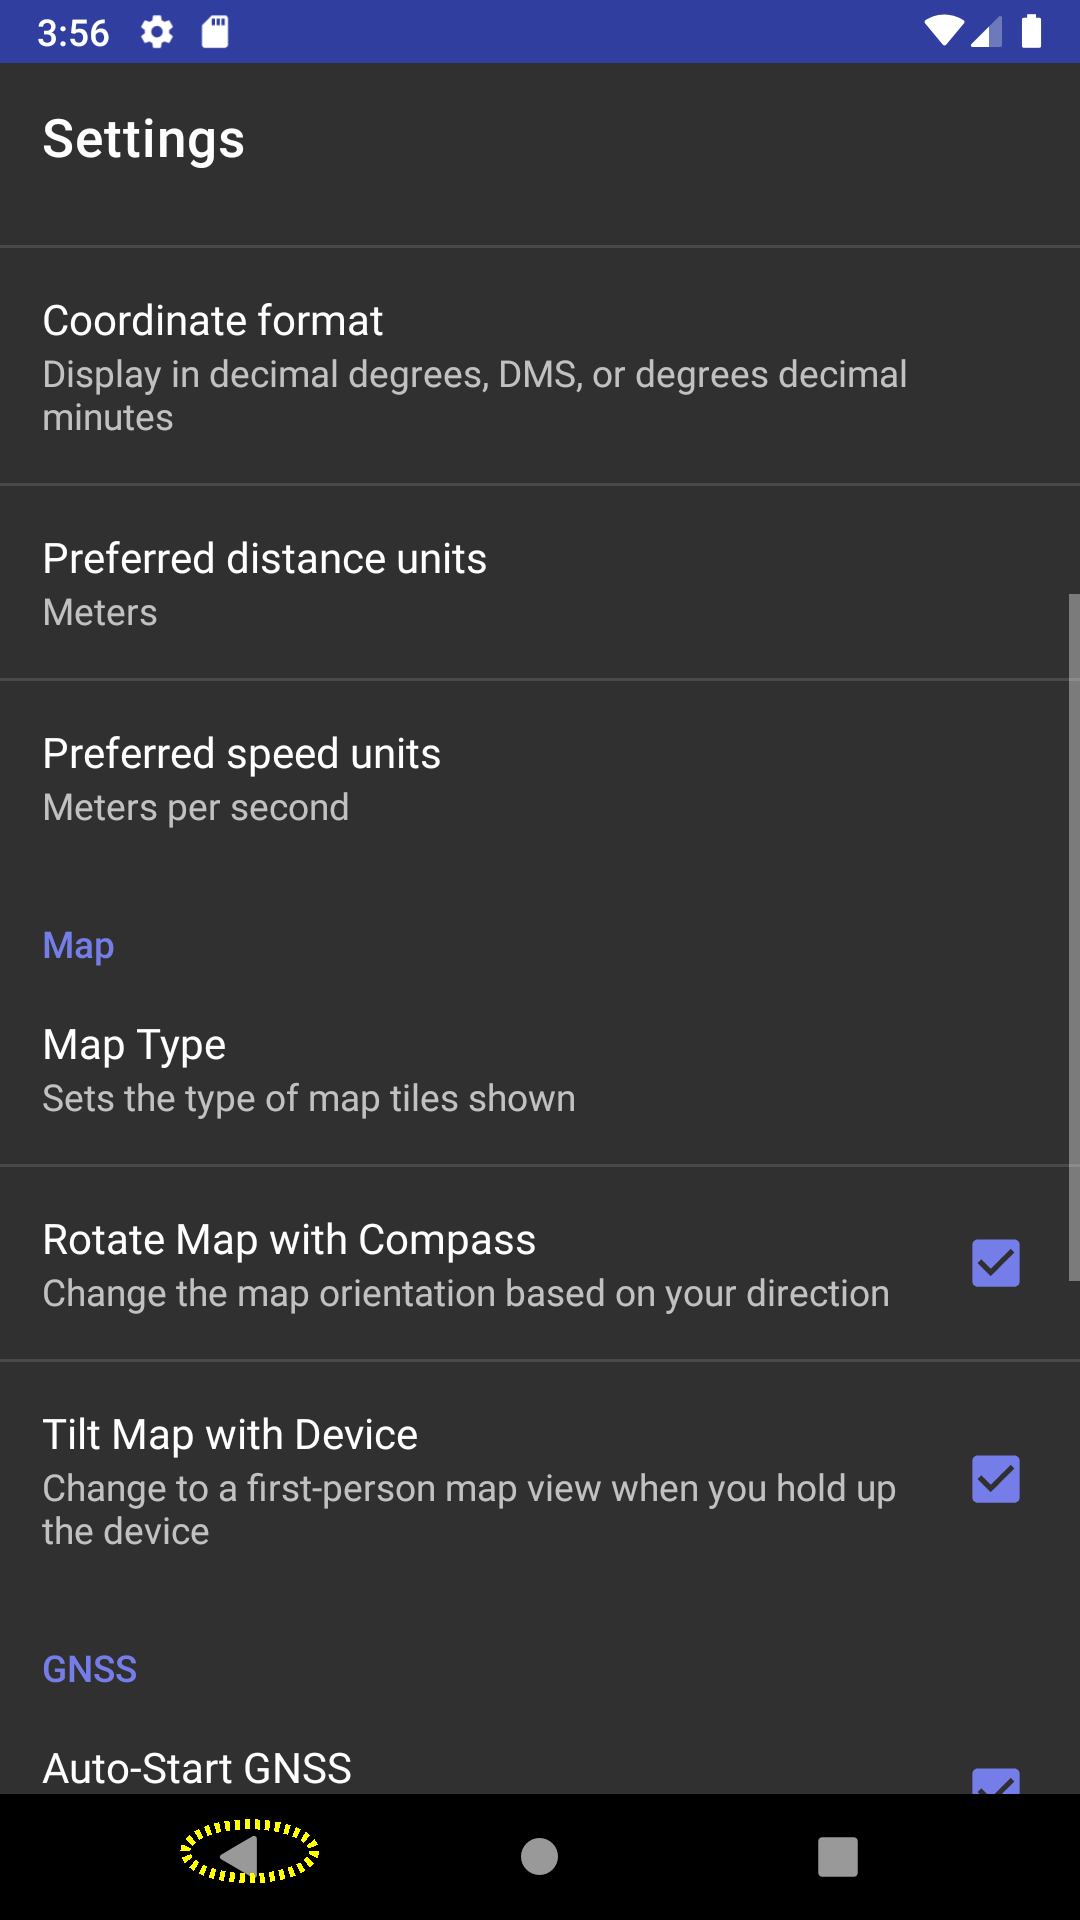 3:56
Settings
Coordinate format
Display in decimal degrees, DMS, or degrees decimal
minutes
Preferred distance units
Meters
Preferred speed units
Meters per second
Map
Map Type
Sets the type of map tiles shown
Rotate Map with Compass
Change the map orientation based on your direction
Tilt Map with Device
Change to a first-person map view when you hold up
the device
GNSS
Auto-Start GNSS